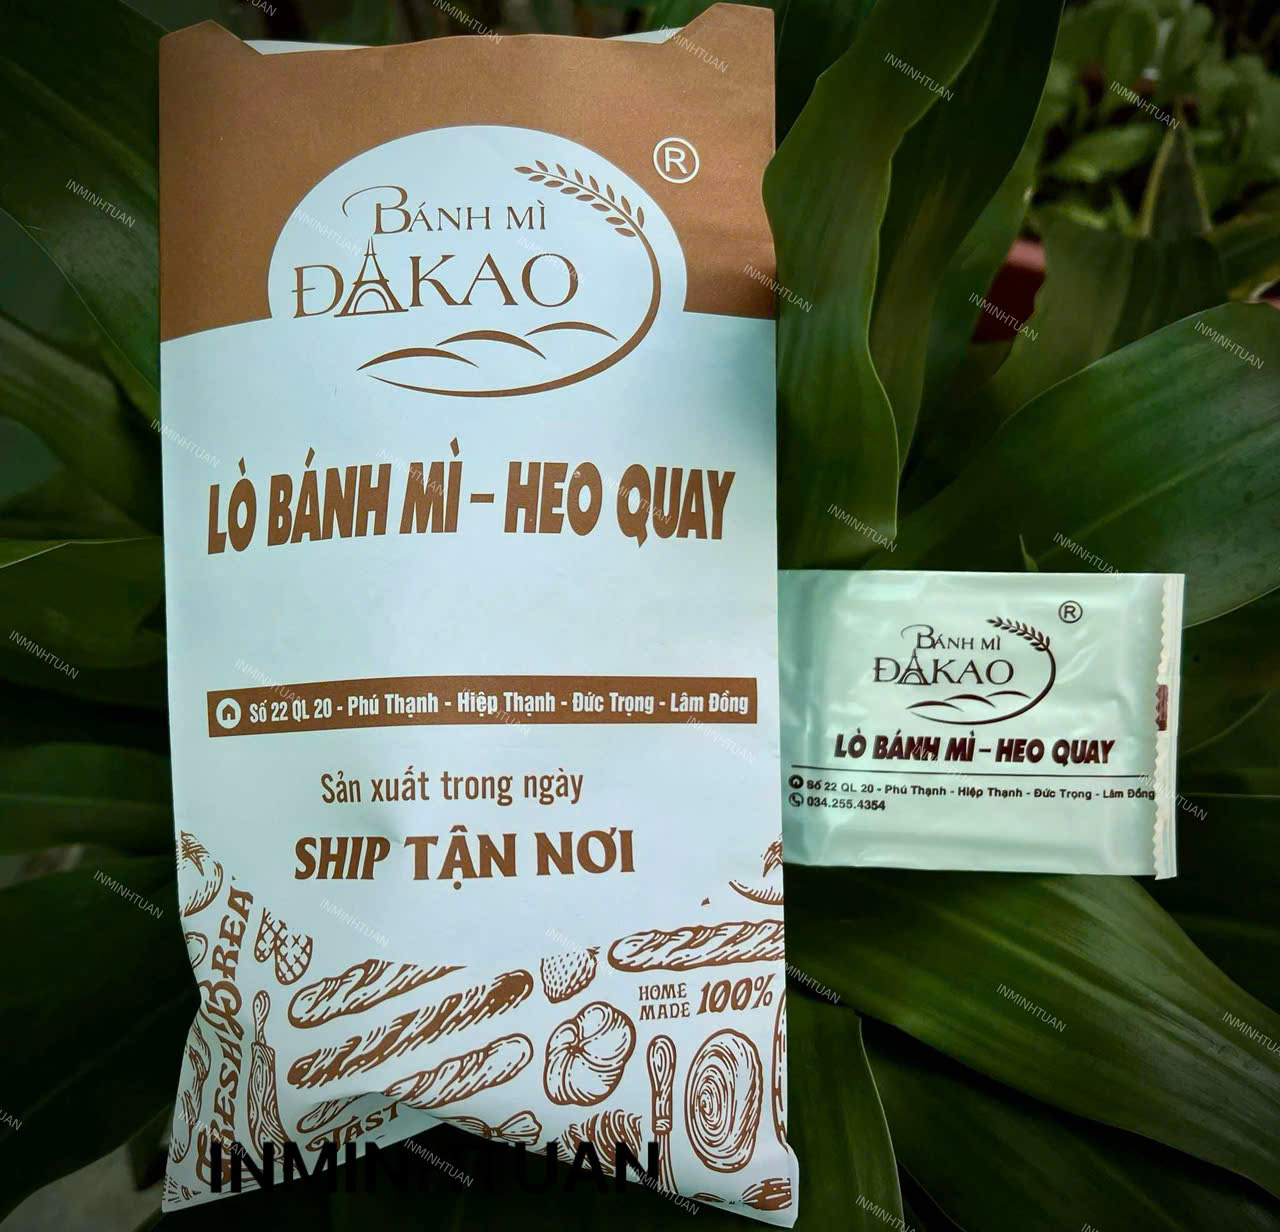 BÁNH MÌ
ĐAKAO
®
LÒ BÁNH MÌ – HEO QUAY
Số 22 QL 20 - Phú Thạnh - Hiệp Thạnh - Đức Trọng - Lâm Đồng
Sản xuất trong ngày
SHIP TẬN NƠI
HOME
MADE 100%
INMINHTUAN
BÁNH MÌ
ĐAKAO
®
LÒ BÁNH MÌ – HEO QUAY
Số 22 QL 20 - Phú Thạnh - Hiệp Thạnh - Đức Trọng - Lâm Đồng
034.255.4354